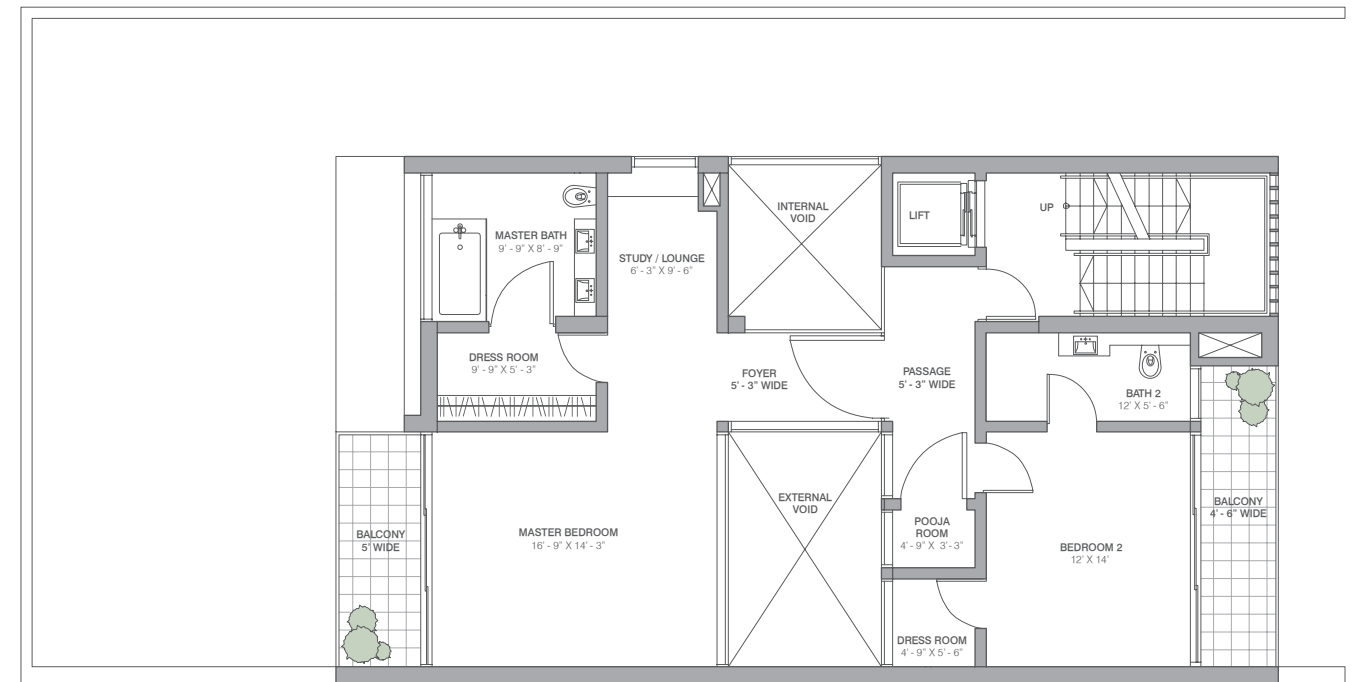 INTERNAL
VOID
LIFT
UP
MASTER BATH
9' - 9" X 8' - 9"
STUDY / LOUNGE
6' - 3" X 9' - 6"
DRESS ROOM
9' - 9" X 5' - 3"
FOYER
5' - 3" WIDE
PASSAGE
5' - 3" WIDE
BATH 2
12' X 5' - 6"
BALCONY
5' WIDE
MASTER BEDROOM
16' - 9" X 14' - 3"
EXTERNAL
VOID
POOJA
ROOM
4' - 9" X 3' - 3"
BEDROOM 2
12' X 14'
BALCONY
4' - 6" WIDE
DRESS ROOM
4' - 9" X 5' - 6"